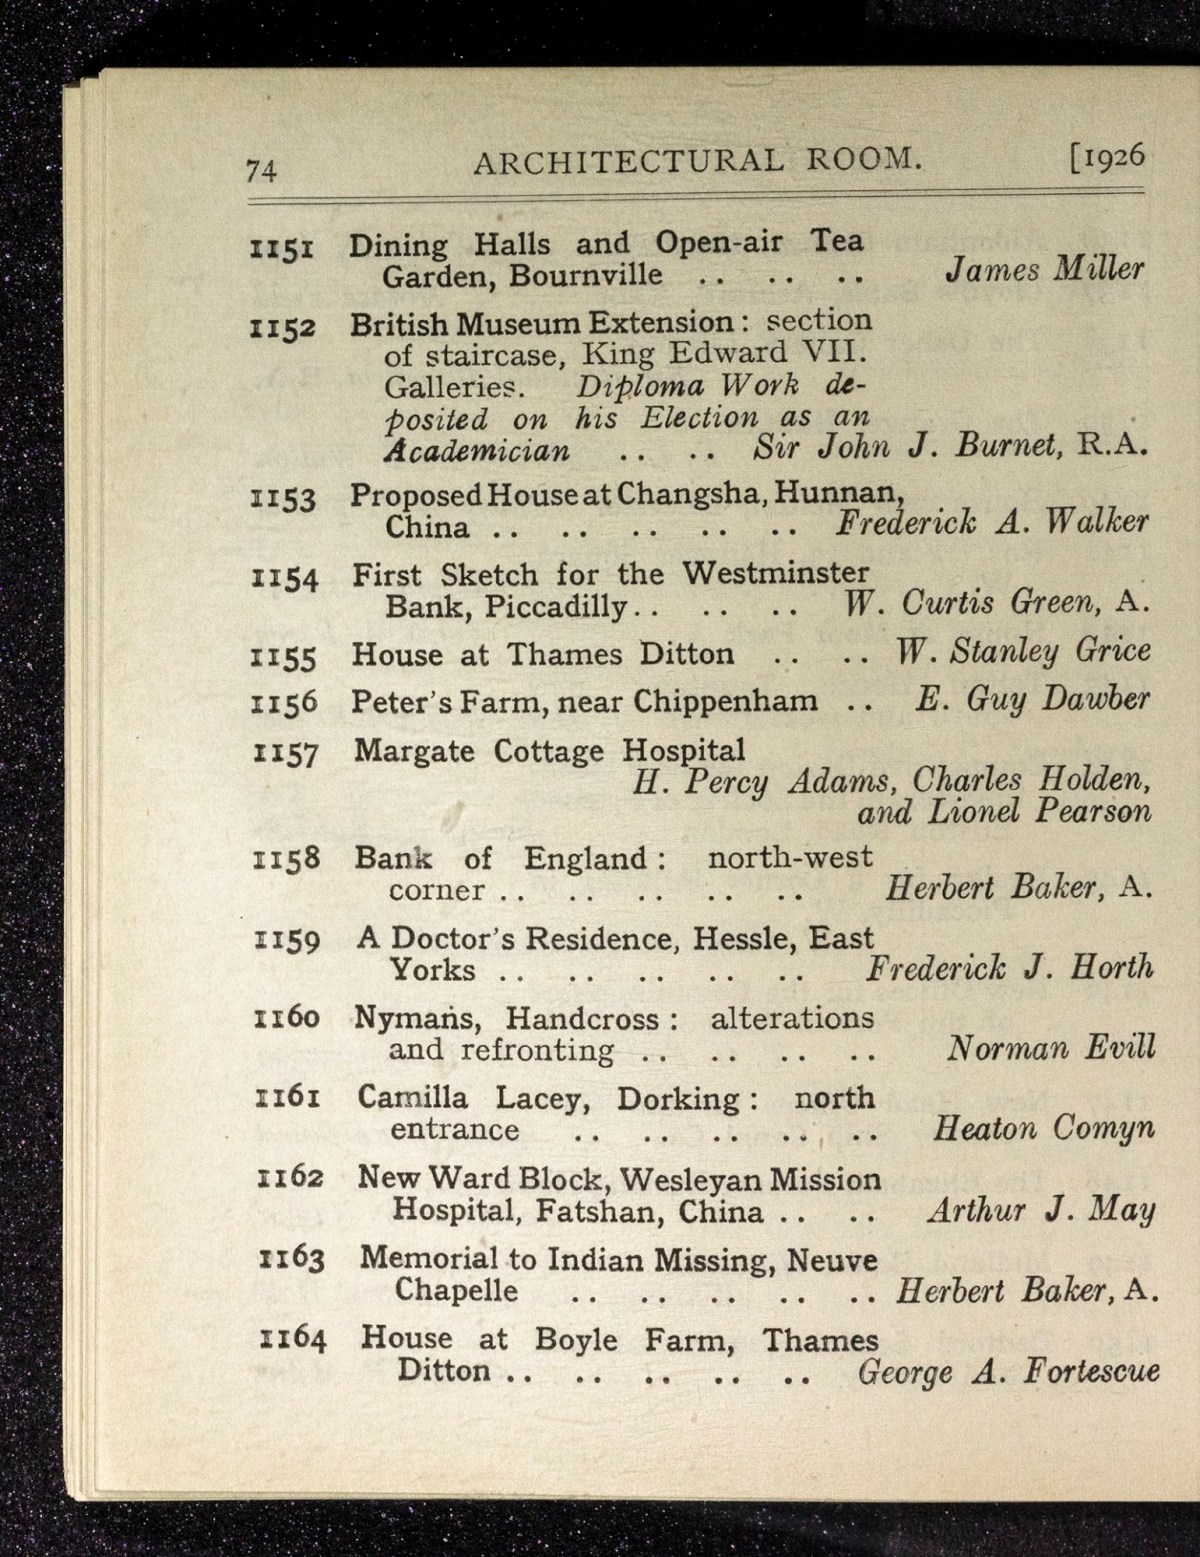 74 ARCHITECTURAL ROOM. [1926
1151 Dining Halls and Open-air Tea
Garden, Bournville .. .. .. James Miller
1152 British Museum Extension: section
of staircase, King Edward VII.
Galleries. Diploma Work de-
posited on his Election as an
Academician .. .. Sir John J. Burnet, R.A.
1153 Proposed House at Changsha, Hunnan,
China .. .. .. .. .. Frederick A. Walker
1154 First Sketch for the Westminster
Bank, Piccadilly .. .. .. W. Curtis Green, A.
1155 House at Thames Ditton .. .. W. Stanley Grice
1156 Peter's Farm, near Chippenham .. E. Guy Dawber
1157 Margate Cottage Hospital
H. Percy Adams, Charles Holden,
and Lionel Pearson
1158 Bank of England: north-west
corner .. .. .. .. .. Herbert Baker, A.
1159 A Doctor's Residence, Hessle, East
Yorks .. .. .. .. .. Frederick J. Horth
1160 Nymans, Handcross: alterations
and refronting .. .. .. .. Norman Evill
1161 Camilla Lacey, Dorking: north
entrance .. .. .. .. .. Heaton Comyn
1162 New Ward Block, Wesleyan Mission
Hospital, Fatshan, China .. .. Arthur J. May
1163 Memorial to Indian Missing, Neuve
Chapelle .. .. .. .. .. Herbert Baker, A.
1164 House at Boyle Farm, Thames
Ditton .. .. .. .. .. George A. Fortescue